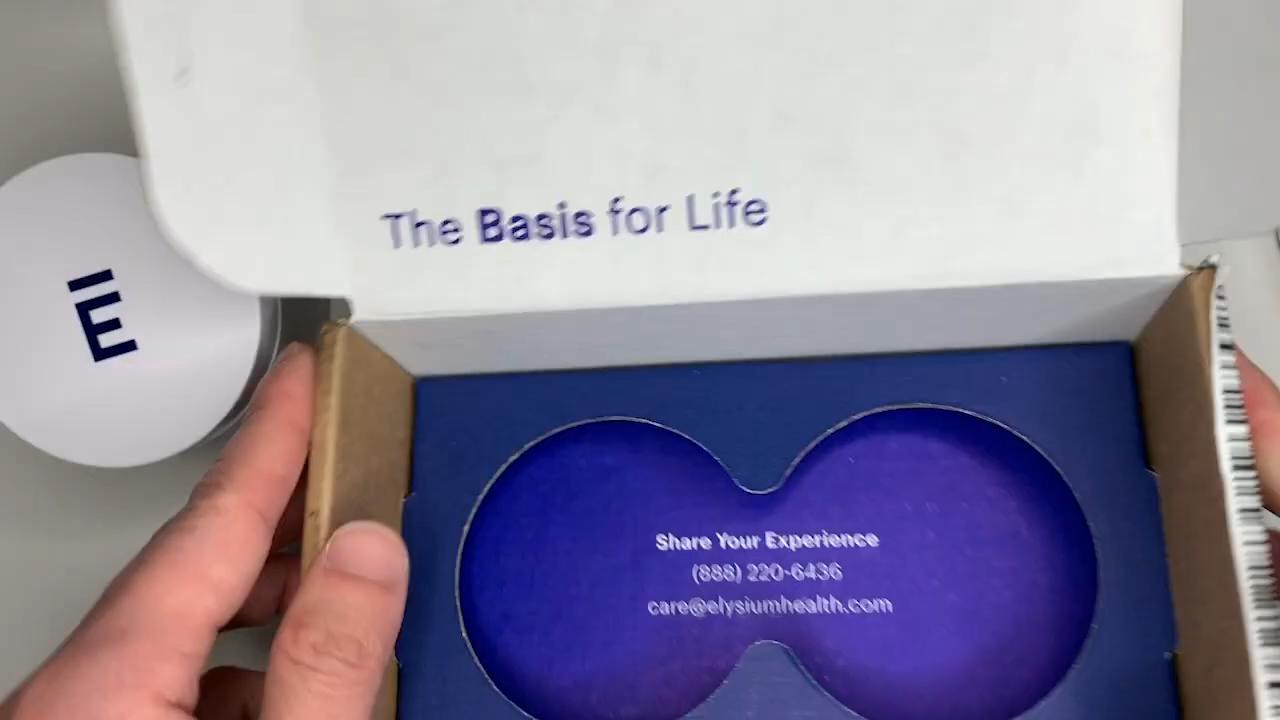 The Basis for Life
E
Share Your Experience
(888) 220-6436
care@elysiumhealth.com